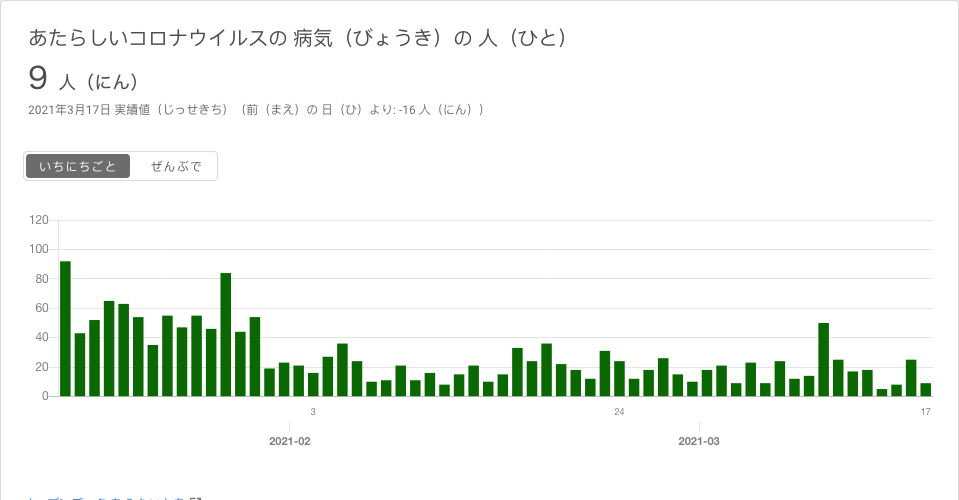 あたらしいコロナウイルスの 病気（びょうき）の 人（ひと）
9 人（にん）
2021年3月17日 実績値（じっせきち）（前（まえ）の 日（ひ）より: -16 人（にん））
いちにちごと ぜんぶで
120
100
80
60
40
20
0
3 24 17
2021-02 2021-03